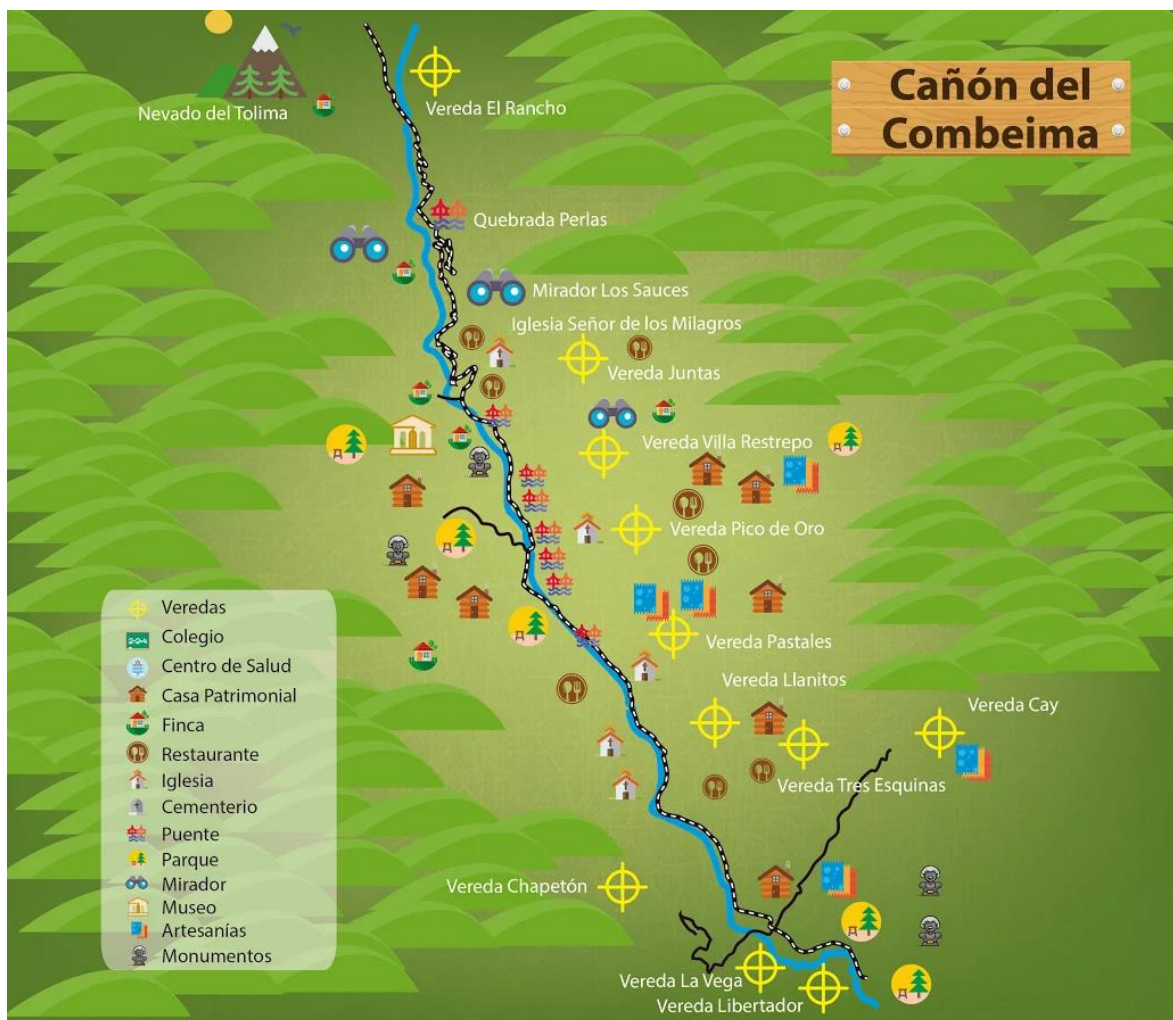 Cañón del
Combeima
Nevado del Tolima
Vereda El Rancho
Quebrada Perlas
Mirador Los Sauces
Iglesia Señor de los Milagros
Vereda Juntas
Vereda Villa Restrepo
Vereda Pico de Oro
Vereda Pastales
Vereda Llanitos
Vereda Cay
Vereda Tres Esquinas
Vereda Chapetón
Vereda La Vega
Vereda Libertador
Veredas
2+2=4 Colegio
Centro de Salud
Casa Patrimonial
Finca
Restaurante
Iglesia
Cementerio
Puente
Parque
Mirador
Museo
Artesanías
Monumentos